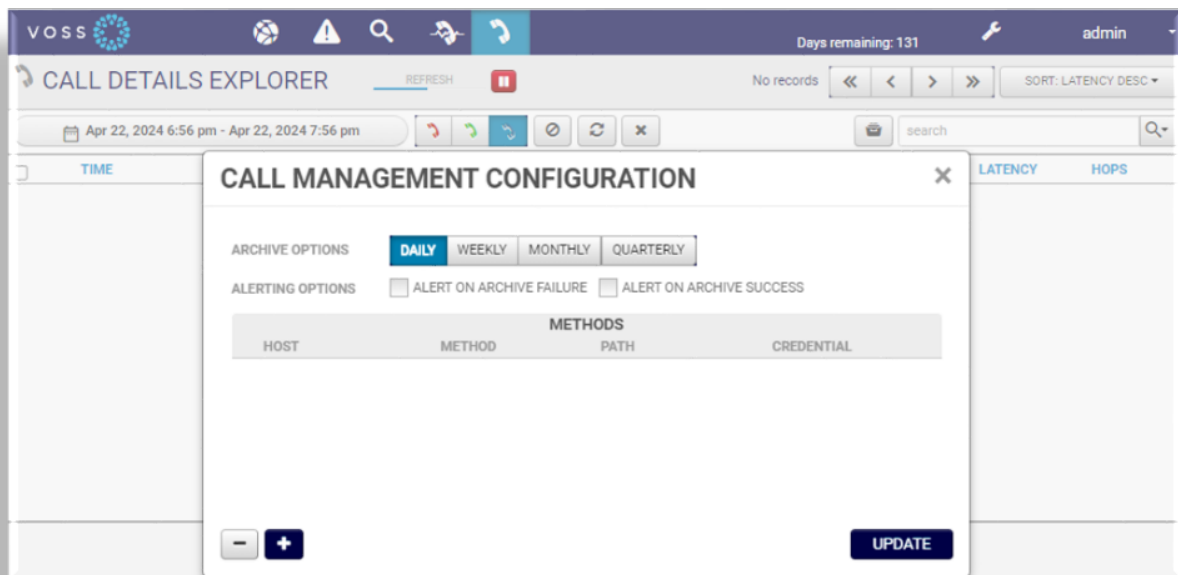 VOSS
Days remaining: 131
admin
CALL DETAILS EXPLORER
REFRESH
No records
SORT: LATENCY DESC
Apr 22, 2024 6:56 pm - Apr 22, 2024 7:56 pm
search
TIME
LATENCY
HOPS
CALL MANAGEMENT CONFIGURATION
ARCHIVE OPTIONS
DAILY WEEKLY MONTHLY QUARTERLY
ALERTING OPTIONS
ALERT ON ARCHIVE FAILURE
ALERT ON ARCHIVE SUCCESS
METHODS
HOST METHOD PATH CREDENTIAL
UPDATE